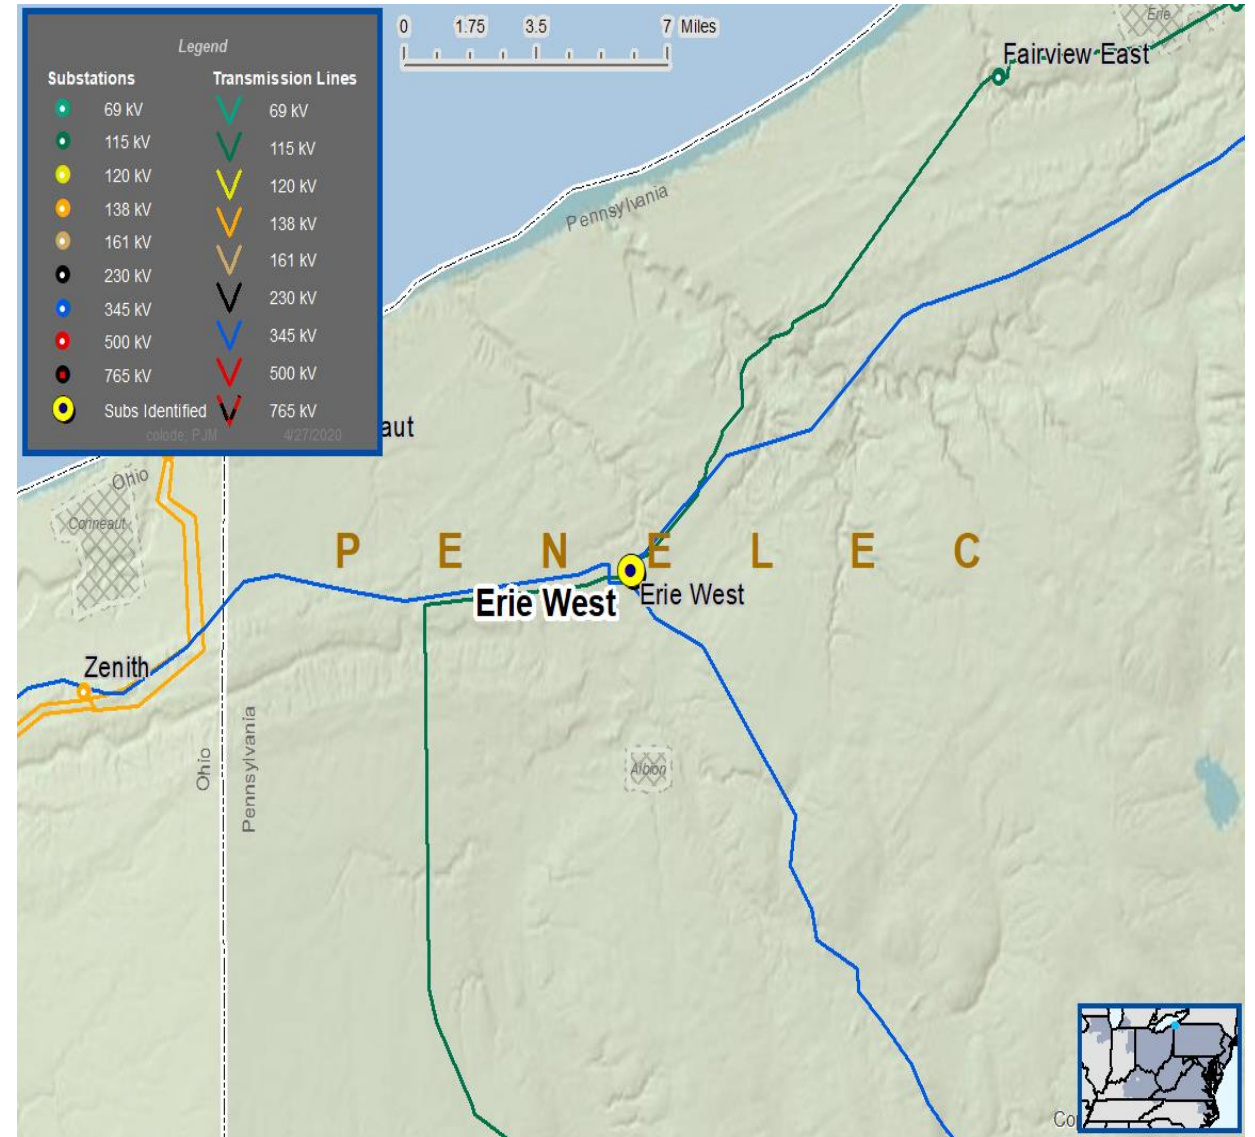 Legend
Substations Transmission Lines
69 kV 69 kV
115 kV 115 kV
120 kV 120 kV
138 kV 138 kV
161 kV 161 kV
230 kV 230 kV
345 kV 345 kV
500 kV 500 kV
765 kV 765 kV
Subs Identified
colode: PJM 4/27/2020
0 1.75 3.5 7 Miles
Erie
Fairview East
Pennsylvania
aut
Ohio
Conneaut
P E N E L E C
Erie West
Erie West
Zenith
Ohio
Pennsylvania
Albion
Co